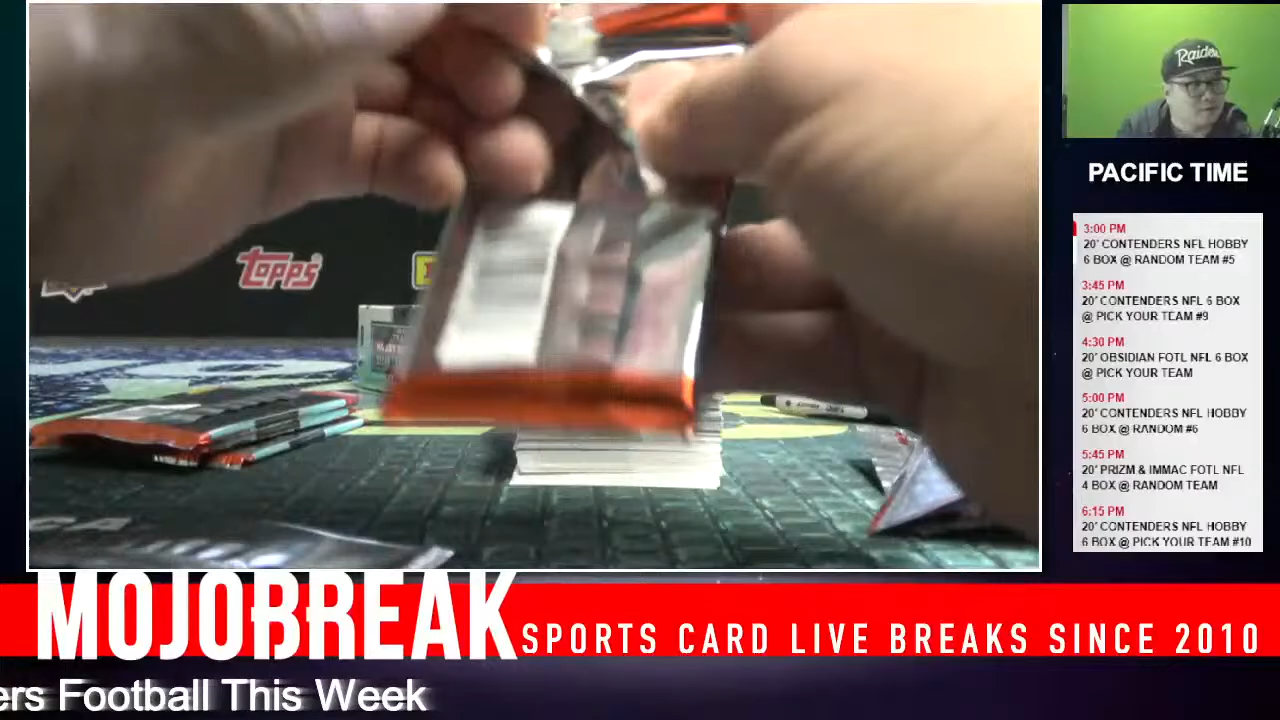 Raiders
PACIFIC TIME
3:00 PM
20' CONTENDERS NFL HOBBY
6 BOX @ RANDOM TEAM #5
3:45 PM
20' CONTENDERS NFL 6 BOX
@ PICK YOUR TEAM #9
4:30 PM
20' OBSIDIAN FOTL NFL 6 BOX
@ PICK YOUR TEAM
5:00 PM
20' CONTENDERS NFL HOBBY
6 BOX @ RANDOM #6
5:45 PM
20' PRIZM & IMMAC FOTL NFL
4 BOX @ RANDOM TEAM
6:15 PM
20' CONTENDERS NFL HOBBY
6 BOX @ PICK YOUR TEAM #10
topps
MOJOBREAK
SPORTS CARD LIVE BREAKS SINCE 2010
ers Football This Week